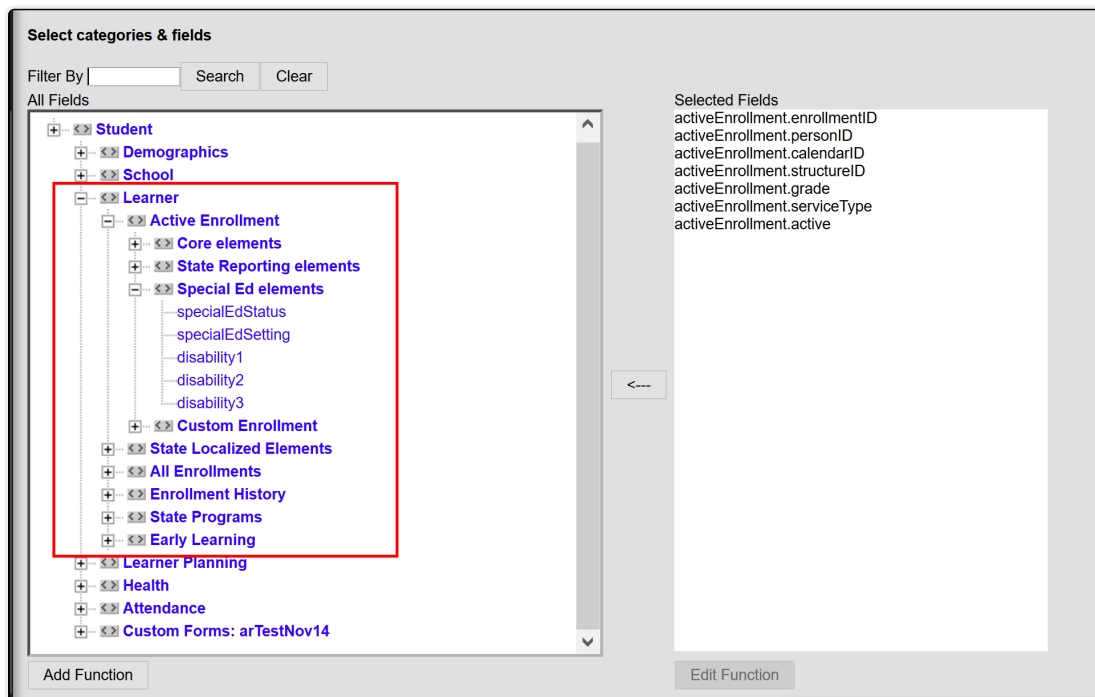 Select categories & fields
Filter By
Search
Clear
All Fields
Student
Demographics
School
Learner
Active Enrollment
Core elements
State Reporting elements
Special Ed elements
specialEdStatus
specialEdSetting
disability1
disability2
disability3
Custom Enrollment
State Localized Elements
All Enrollments
Enrollment History
State Programs
Early Learning
Learner Planning
Health
Attendance
Custom Forms: arTestNov14
Add Function
<---
Selected Fields
activeEnrollment.enrollmentID
activeEnrollment.personID
activeEnrollment.calendarID
activeEnrollment.structureID
activeEnrollment.grade
activeEnrollment.serviceType
activeEnrollment.active
Edit Function